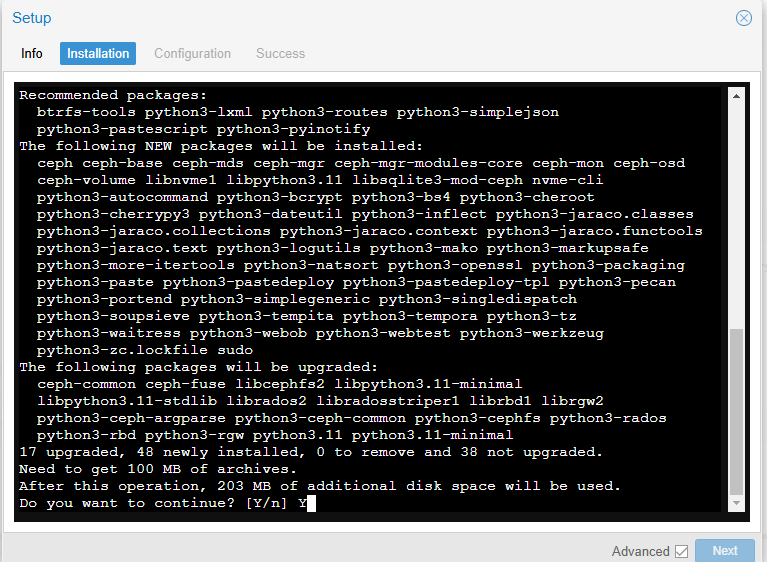 Setup
Info Installation Configuration Success
Recommended packages:
btrfs-tools python3-lxml python3-routes python3-simplejson
python3-pastescript python3-pyinotify
The following NEW packages will be installed:
ceph ceph-base ceph-mds ceph-mgr ceph-mgr-modules-core ceph-mon ceph-osd
ceph-volume libnvme1 libpython3.11 libsqlite3-mod-ceph nvme-cli
python3-autocommand python3-bcrypt python3-bs4 python3-cheroot
python3-cherrypy3 python3-dateutil python3-inflect python3-jaraco.classes
python3-jaraco.collections python3-jaraco.context python3-jaraco.functools
python3-jaraco.text python3-logutils python3-mako python3-markupsafe
python3-more-itertools python3-natsort python3-openssl python3-packaging
python3-paste python3-pastedeploy python3-pastedeploy-tpl python3-pecan
python3-portend python3-simplegeneric python3-singledispatch
python3-soupsieve python3-tempita python3-tempora python3-tz
python3-waitress python3-webob python3-webtest python3-werkzeug
python3-zc.lockfile sudo
The following packages will be upgraded:
ceph-common ceph-fuse libcephfs2 libpython3.11-minimal
libpython3.11-stdlib librados2 libradosstriper1 librbd1 librgw2
python3-ceph-argparse python3-ceph-common python3-cephfs python3-rados
python3-rbd python3-rgw python3.11 python3.11-minimal
17 upgraded, 48 newly installed, 0 to remove and 38 not upgraded.
Need to get 100 MB of archives.
After this operation, 203 MB of additional disk space will be used.
Do you want to continue? [Y/n] Y
Advanced Next